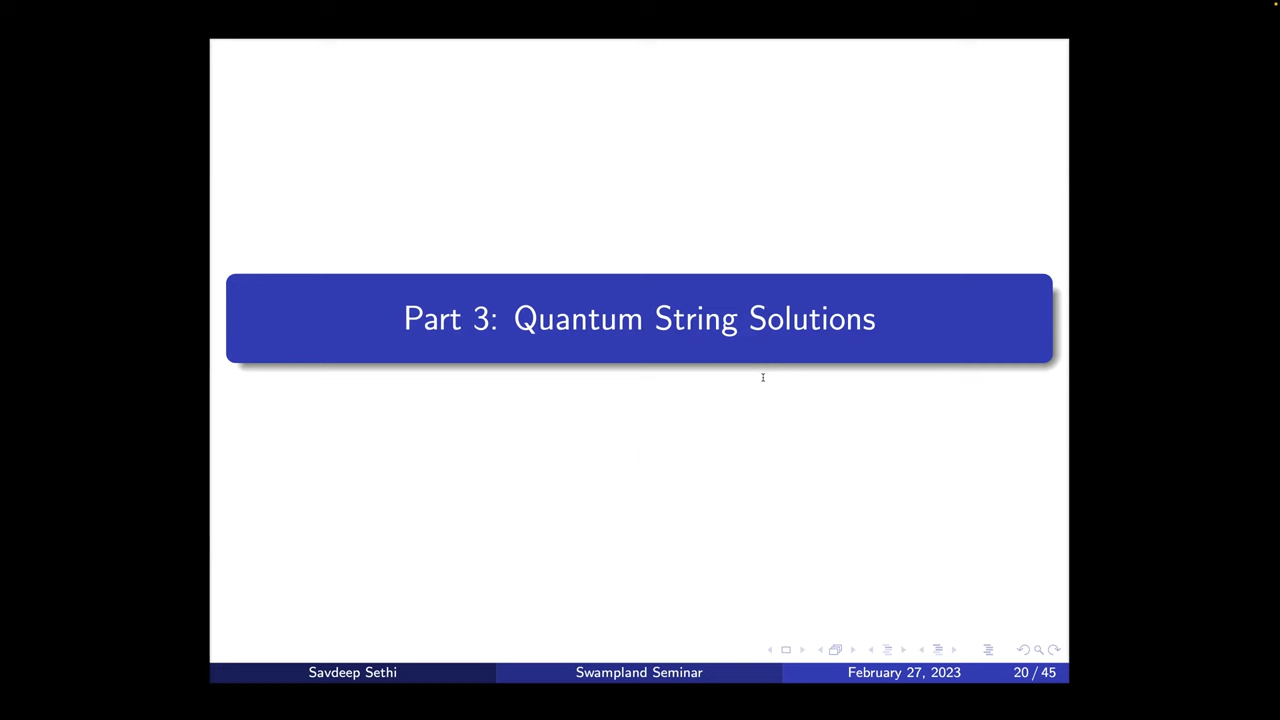 Part 3: Quantum String Solutions
Savdeep Sethi
Swampland Seminar
February 27, 2023
20 / 45